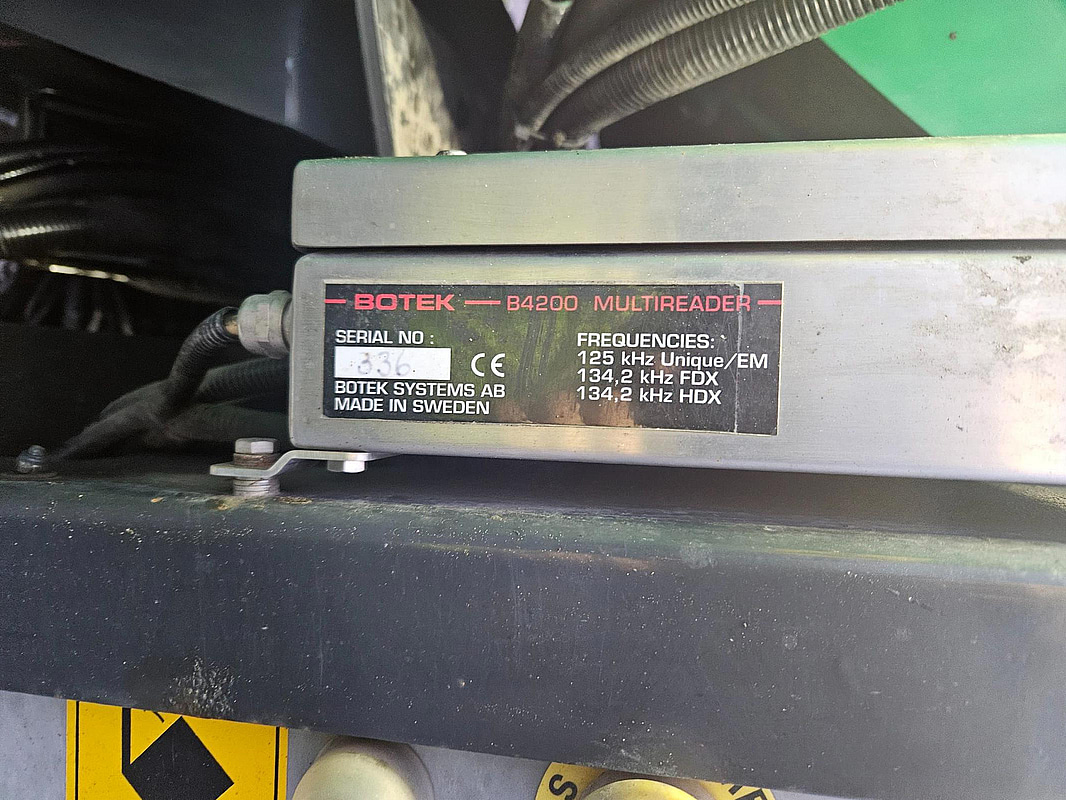 BOTEK B4200 MULTIREADER
SERIAL NO :
336
BOTEK SYSTEMS AB
MADE IN SWEDEN
CE
FREQUENCIES:
125 kHz Unique/EM
134,2 kHz FDX
134,2 kHz HDX